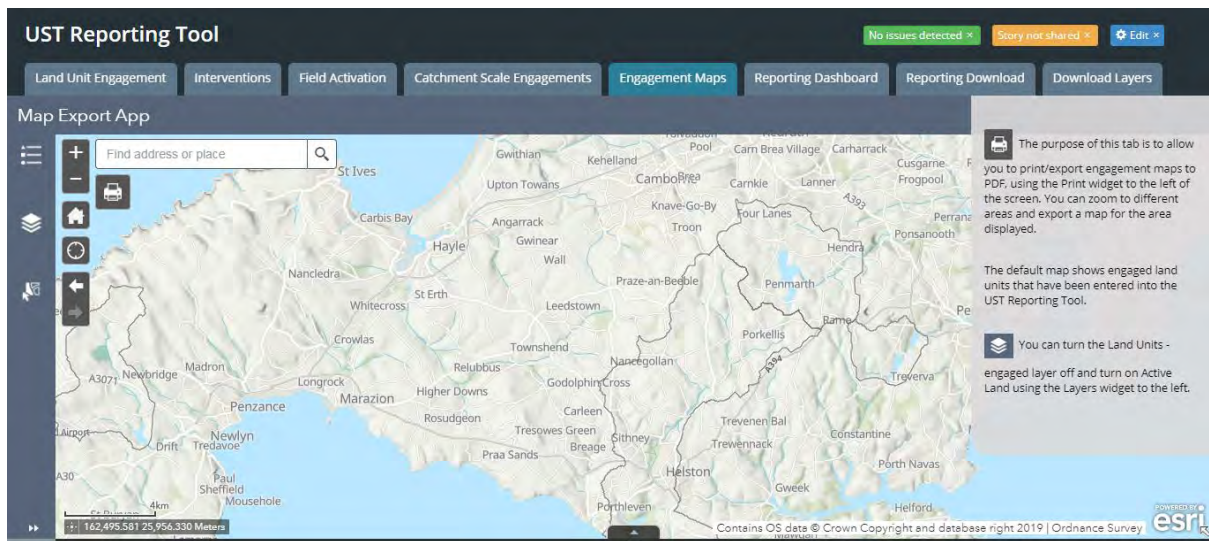 UST Reporting Tool
No issues detected ×
Story not shared ×
Edit ×
Land Unit Engagement
Interventions
Field Activation
Catchment Scale Engagements
Engagement Maps
Reporting Dashboard
Reporting Download
Download Layers
Map Export App
Find address or place
The purpose of this tab is to allow
you to print/export engagement maps to
PDF, using the Print widget to the left of
the screen. You can zoom to different
areas and export a map for the area
displayed.
The default map shows engaged land
units that have been entered into the
UST Reporting Tool.
You can turn the Land Units -
engaged layer off and turn on Active
Land using the Layers widget to the left.
Gwithian
Kehelland
Pool
Carn Brea Village
Carharrack
Cusgarne
St Ives
Upton Towans
Carnkie
Lanner
A393
Frogpool
Carbis Bay
Angarrack
Knave-Go-By
Four Lanes
Troon
Ponsanooth
Hayle
Gwinear
Hendra
Wall
Nancledra
Praze-an-Beeble
Penmarth
Whitecross
St Erth
Leedstown
Rame
Crowlas
Porkellis
Townshend
Nancegollan
A394
Madron
Relubbus
A3071
Newbridge
Longrock
Godolphin Cross
Treverva
Marazion
Higher Downs
Penzance
Carleen
Rosudgeon
Trevenen Bal
Newlyn
Tresowes Green
Sithney
Constantine
Drift
Tredavoe
Breage
Trewennack
Praa Sands
Porth Navas
A30
Paul
Helston
Sheffield
Gweek
Mousehole
Porthleven
Helford
4km
162,495.581 25,956.330 Meters
Contains OS data © Crown Copyright and database right 2019 | Ordnance Survey
POWERED BY
esri